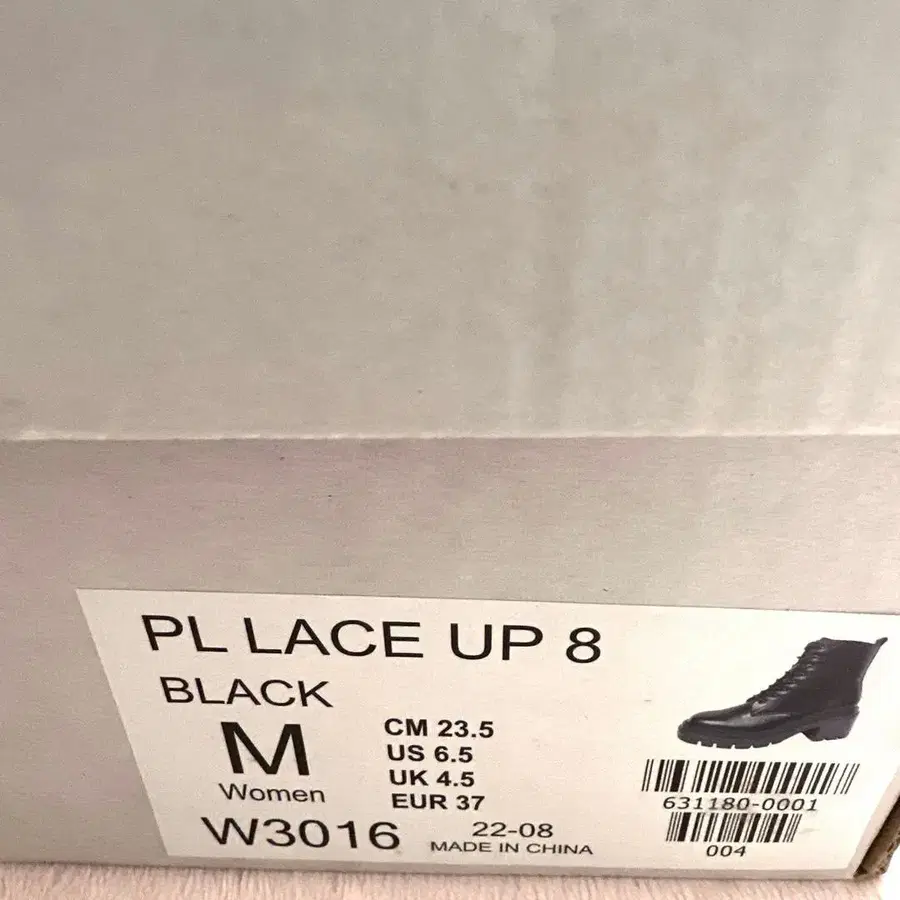 PL LACE UP 8
BLACK
M
Women
CM 23.5
US 6.5
UK 4.5
EUR 37
W3016
22-08
MADE IN CHINA
631180-0001
004